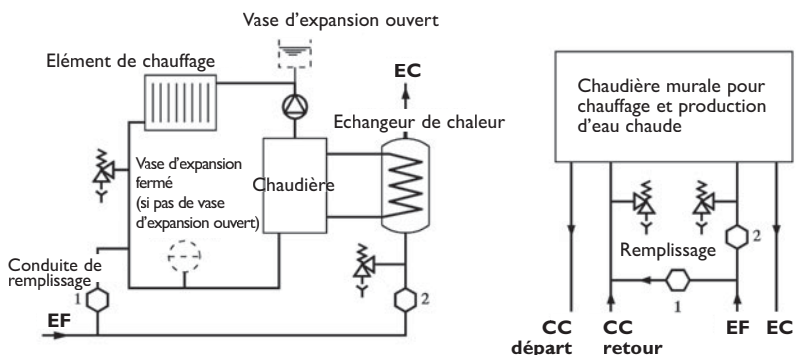 Vase d'expansion ouvert
Elément de chauffage
EC
Echangeur de chaleur
Vase d'expansion
fermé
(si pas de vase
d'expansion ouvert)
Chaudière
Conduite de
remplissage
1
2
EF
Chaudière murale pour
chauffage et production
d'eau chaude
2
Remplissage
1
CC
départ
CC
retour
EF
EC